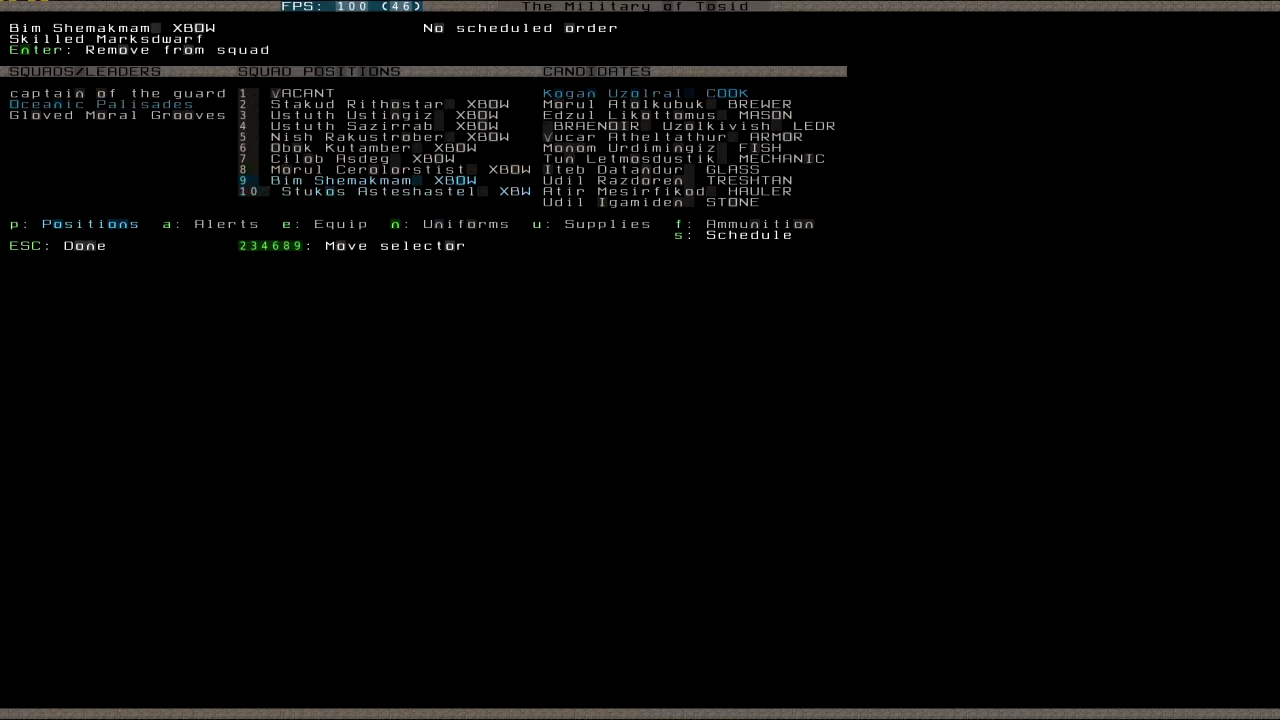 FPS: 100 (46) The Military of Tosid
Bim Shemakmam XBOW No scheduled order
Skilled Marksdwarf
Enter: Remove from squad
SQUADS/LEADERS SQUAD POSITIONS CANDIDATES
captain of the guard 1 VACANT Kogan Uzolral COOK
Oceanic Palisades 2 Stakud Rithostar XBOW Morul Atolkubuk BREWER
Gloved Moral Grooves 3 Ustuth Ustingiz XBOW Edzul Likottomus MASON
4 Ustuth Sazirrab XBOW BRAENOIR Uzolkivish LEDR
5 Nish Rakustrober XBOW Vucar Atheltathur ARMOR
6 Obok Kutamber XBOW Monom Urdimingiz FISH
7 Cilob Asdeg XBOW Tun Letmosdustik MECHANIC
8 Morul Cerolorstist XBOW Iteb Datandur GLASS
9 Bim Shemakmam XBOW Udil Razdoren TRESHTAN
10 Stukos Asteshastel XBW Atir Mesirfikod HAULER
Udil Igamiden STONE
p: Positions a: Alerts e: Equip n: Uniforms u: Supplies f: Ammunition
s: Schedule
ESC: Done 234689: Move selector